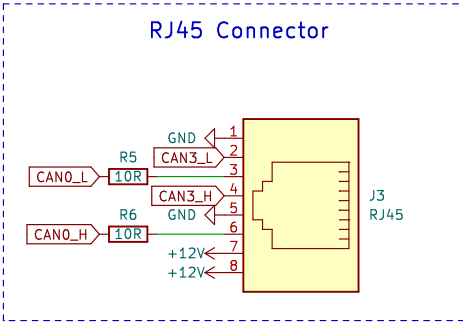 RJ45 Connector
GND 1
CAN3_L 2
R5
CAN0_L 10R 3
CAN3_H 4
J3
R6
GND 5
RJ45
CAN0_H 10R 6
+12V 7
+12V 8